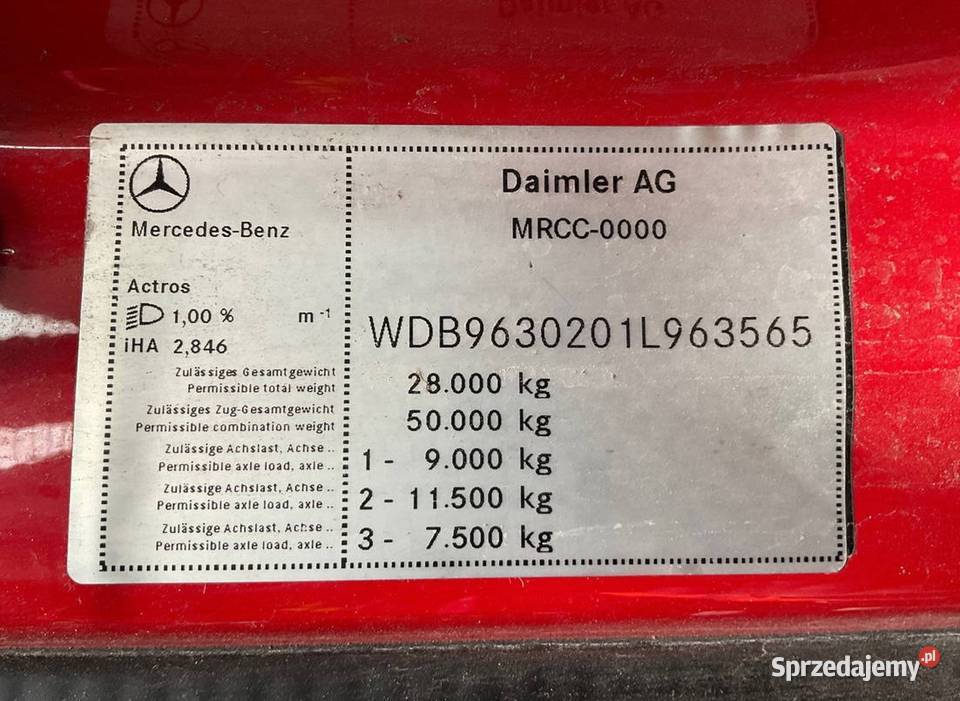 Daimler AG
Mercedes-Benz
MRCC-0000
Actros
1,00 % m -1
iHA 2,846
WDB9630201L963565
Zulässiges Gesamtgewicht
Permissible total weight
28.000 kg
Zulässiges Zug-Gesamtgewicht
Permissible combination weight
50.000 kg
Zulässige Achslast, Achse ..
Permissible axle load, axle ..
1 - 9.000 kg
Zulässige Achslast, Achse ..
Permissible axle load, axle ..
2 - 11.500 kg
Zulässige Achslast, Achse ..
Permissible axle load, axle ..
3 - 7.500 kg
Sprzedajemy.pl